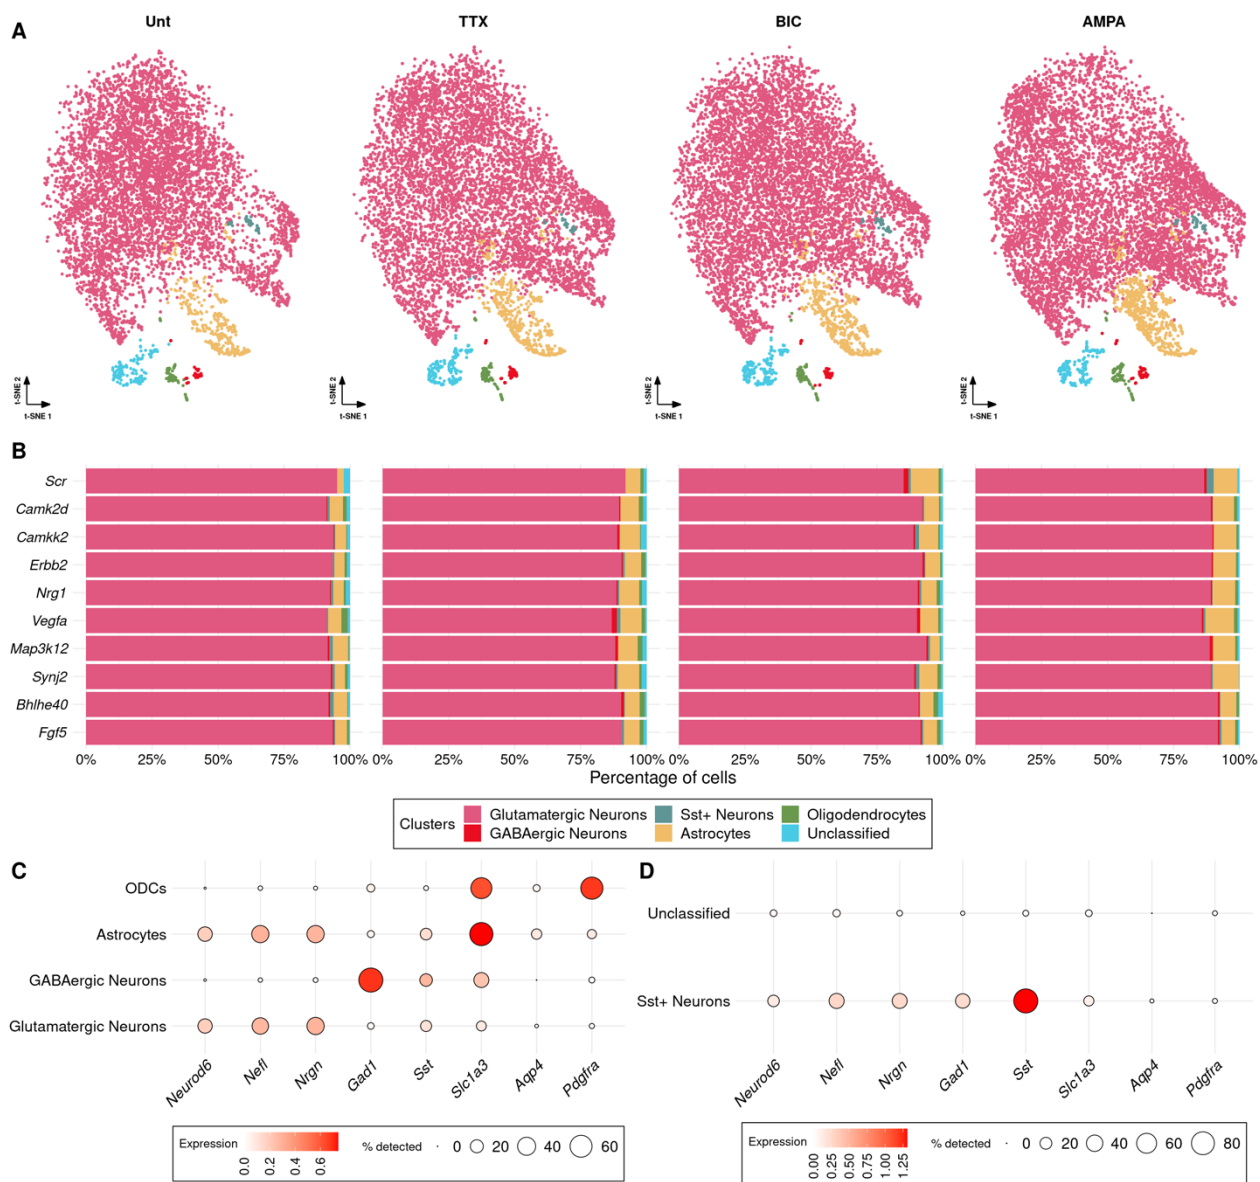 A
Unt
TTX
BIC
AMPA
t-SNE 2
t-SNE 1
t-SNE 2
t-SNE 1
t-SNE 2
t-SNE 1
t-SNE 2
t-SNE 1
B
Scr
Camk2d
Camkk2
Erbb2
Nrg1
Vegfa
Map3k12
Synj2
Bhlhe40
Fgf5
0% 25% 50% 75% 100% 0% 25% 50% 75% 100% 0% 25% 50% 75% 100% 0% 25% 50% 75% 100%
Percentage of cells
Clusters
Glutamatergic Neurons Sst+ Neurons Oligodendrocytes
GABAergic Neurons Astrocytes Unclassified
C
ODCs
Astrocytes
GABAergic Neurons
Glutamatergic Neurons
Neurod6 Nefl Nrgn Gad1 Sst Slc1a3 Aqp4 Pdgfra
Expression 0.0 0.2 0.4 0.6 % detected 0 20 40 60
D
Unclassified
Sst+ Neurons
Neurod6 Nefl Nrgn Gad1 Sst Slc1a3 Aqp4 Pdgfra
Expression 0.00 0.25 0.50 0.75 1.00 1.25 % detected 0 20 40 60 80